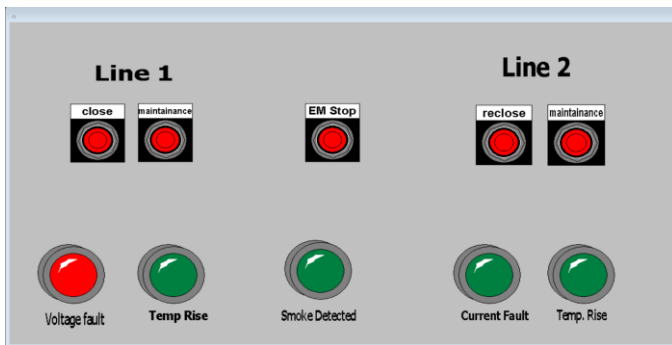 Line 1
Line 2
close
maintainance
EM Stop
reclose
maintainance
Voltage fault
Temp Rise
Smoke Detected
Current Fault
Temp. Rise